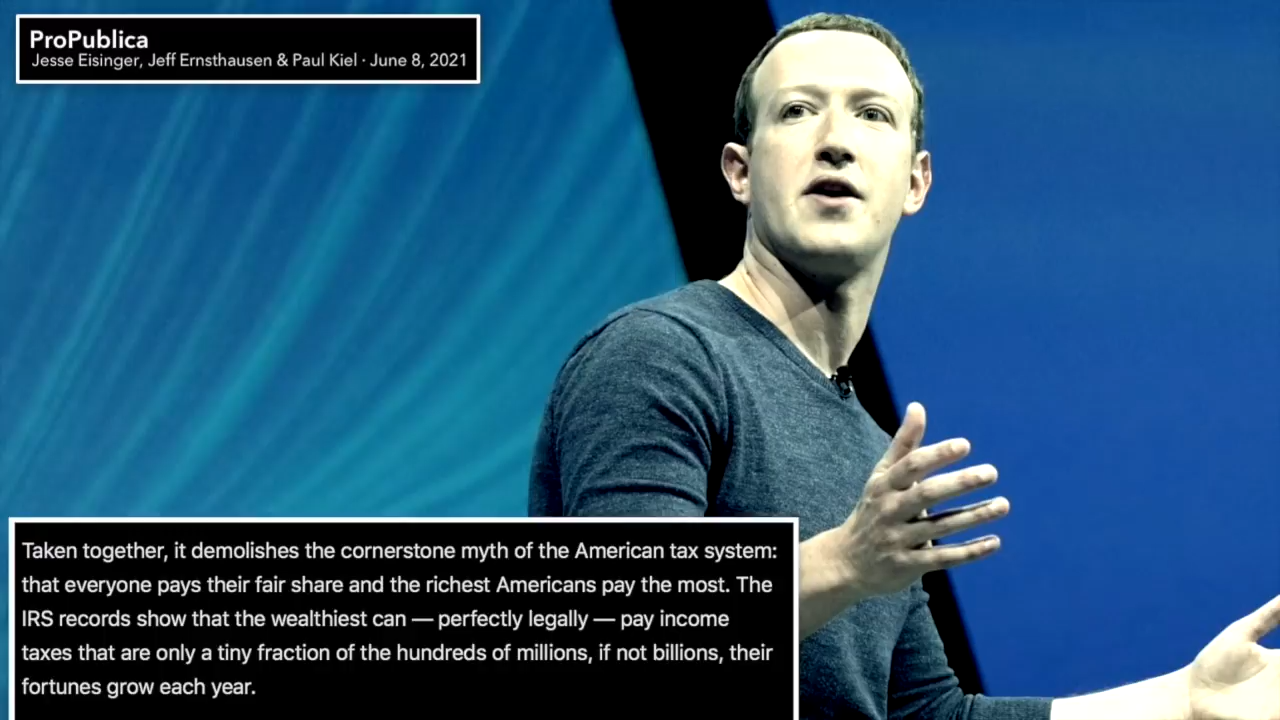 ProPublica
Jesse Eisinger, Jeff Ernsthausen & Paul Kiel · June 8, 2021
Taken together, it demolishes the cornerstone myth of the American tax system:
that everyone pays their fair share and the richest Americans pay the most. The
IRS records show that the wealthiest can — perfectly legally — pay income
taxes that are only a tiny fraction of the hundreds of millions, if not billions, their
fortunes grow each year.